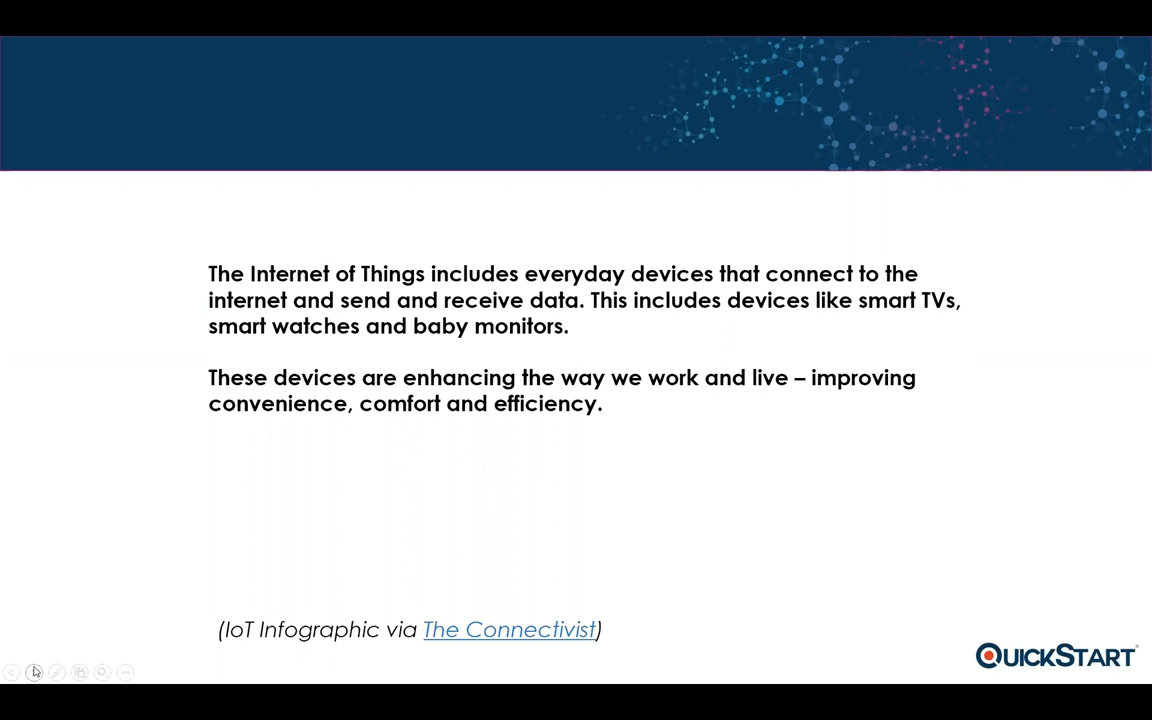 The Internet of Things includes everyday devices that connect to the
internet and send and receive data. This includes devices like smart TVs,
smart watches and baby monitors.
These devices are enhancing the way we work and live – improving
convenience, comfort and efficiency.
(IoT Infographic via The Connectivist)
QUICKSTART